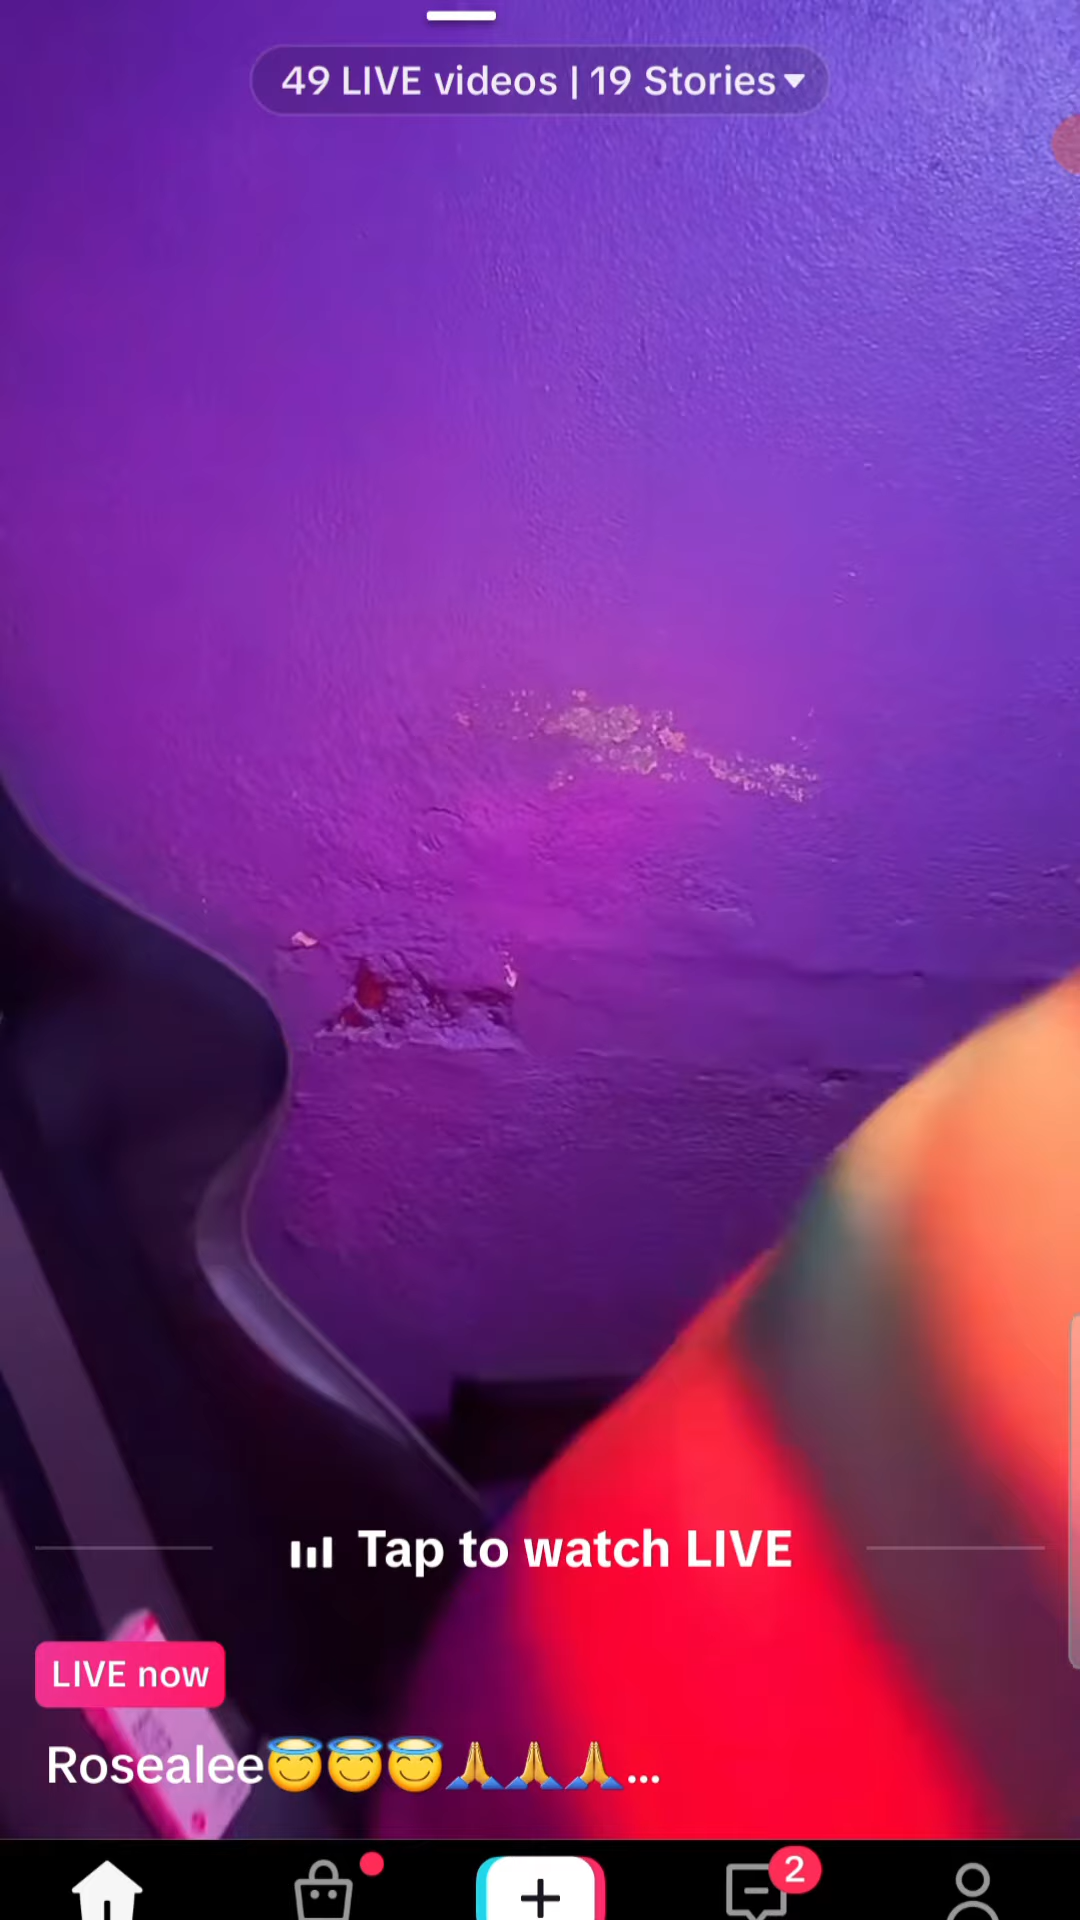 49 LIVE videos | 19 Stories
Tap to watch LIVE
LIVE now
Rosealee😇😇😇🙏🙏🙏...
2